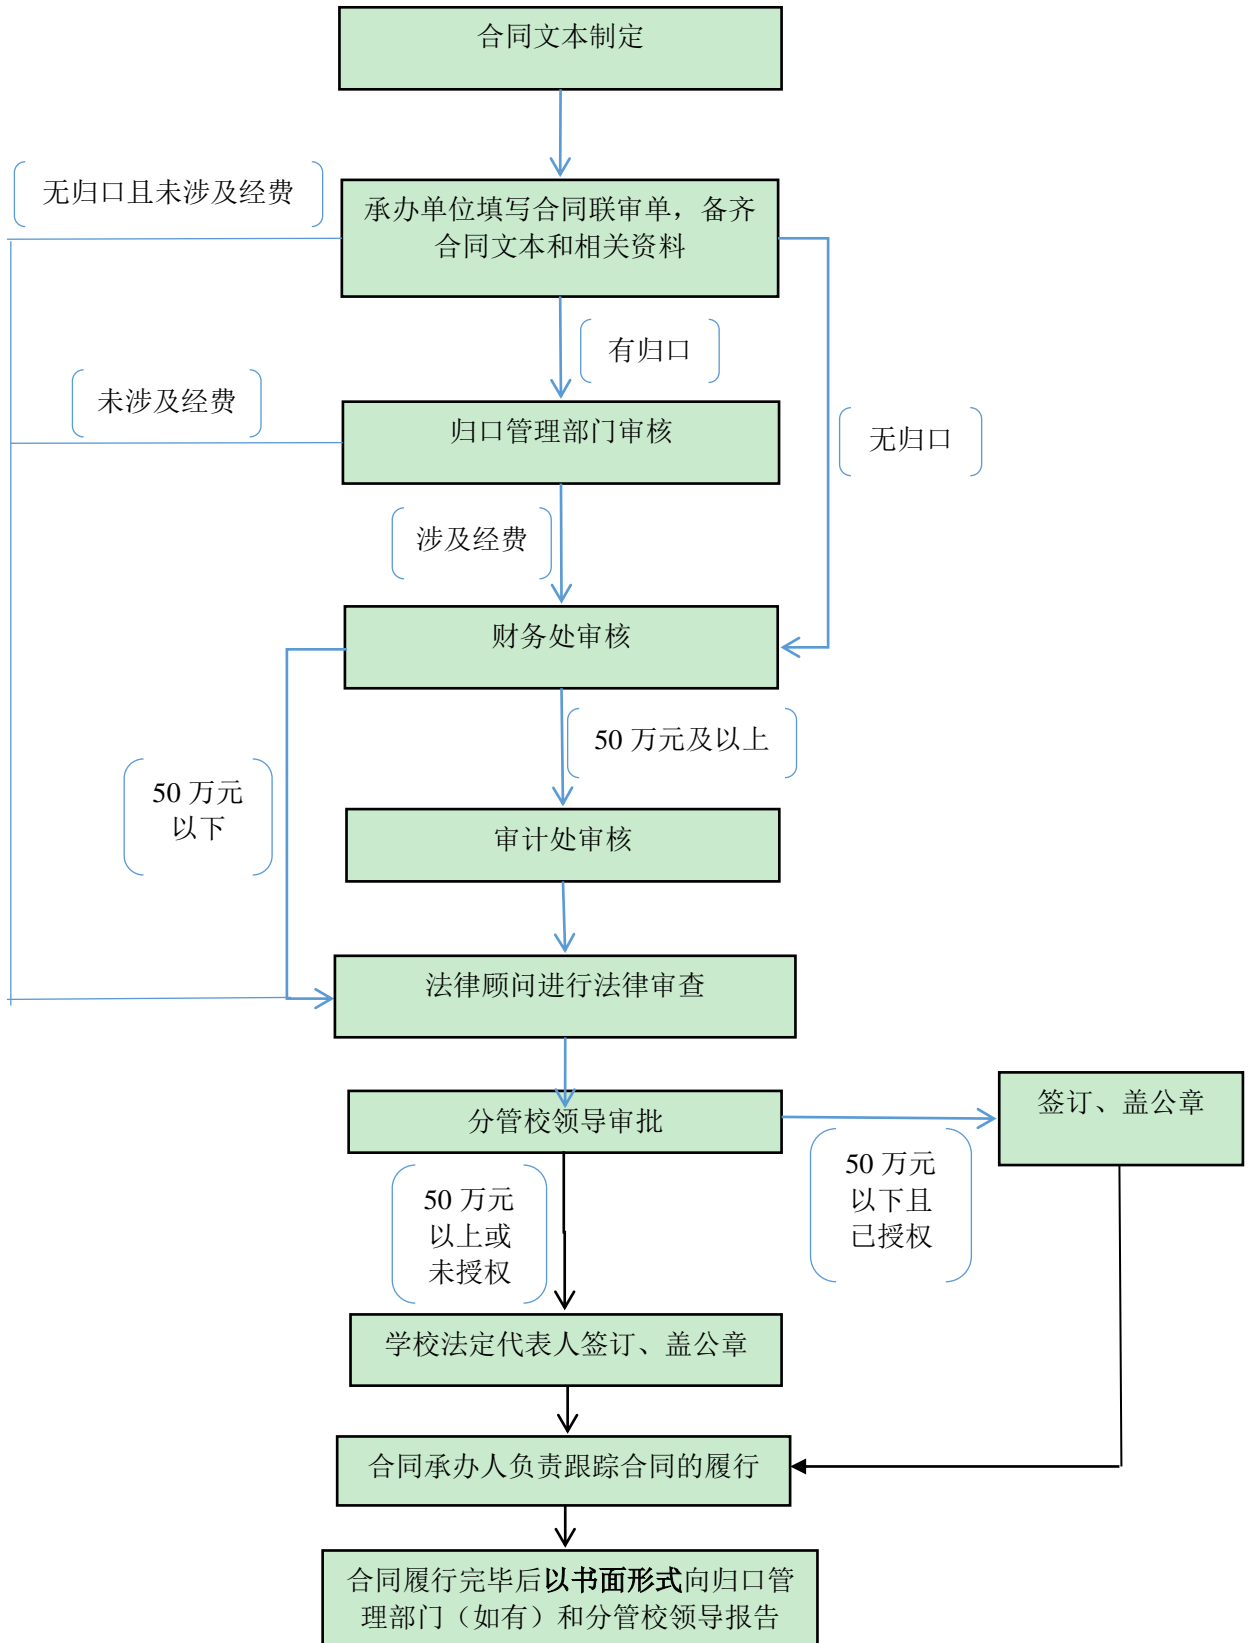 合同文本制定
无归口且未涉及经费
承办单位填写合同联审单，备齐
合同文本和相关资料
有归口
未涉及经费
归口管理部门审核
无归口
涉及经费
财务处审核
50 万元及以上
50 万元
以下
审计处审核
法律顾问进行法律审查
分管校领导审批
签订、盖公章
50 万元
以上或
未授权
50 万元
以下且
已授权
学校法定代表人签订、盖公章
合同承办人负责跟踪合同的履行
合同履行完毕后以书面形式向归口管
理部门（如有）和分管校领导报告